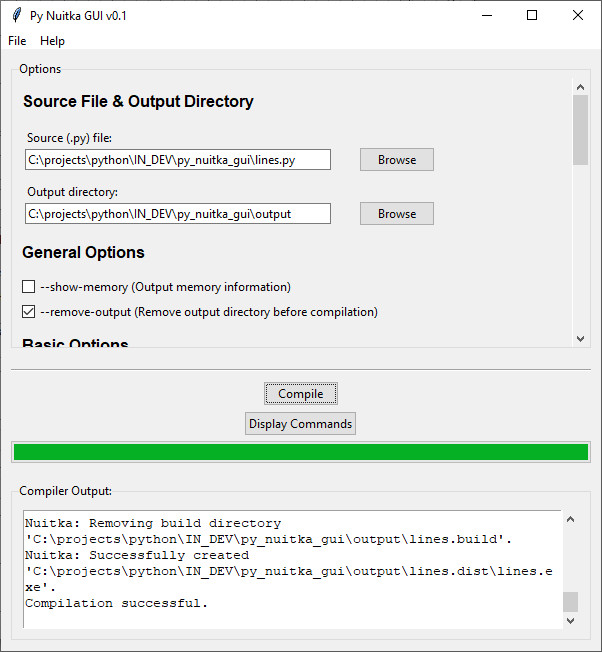 Py Nuitka GUI v0.1
File Help
Options
Source File & Output Directory
Source (.py) file:
C:\projects\python\IN_DEV\py_nuitka_gui\lines.py Browse
Output directory:
C:\projects\python\IN_DEV\py_nuitka_gui\output Browse
General Options
--show-memory (Output memory information)
--remove-output (Remove output directory before compilation)
Basic Options
Compile
Display Commands
Compiler Output:
Nuitka: Removing build directory
'C:\projects\python\IN_DEV\py_nuitka_gui\output\lines.build'.
Nuitka: Successfully created
'C:\projects\python\IN_DEV\py_nuitka_gui\output\lines.dist\lines.e
xe'.
Compilation successful.